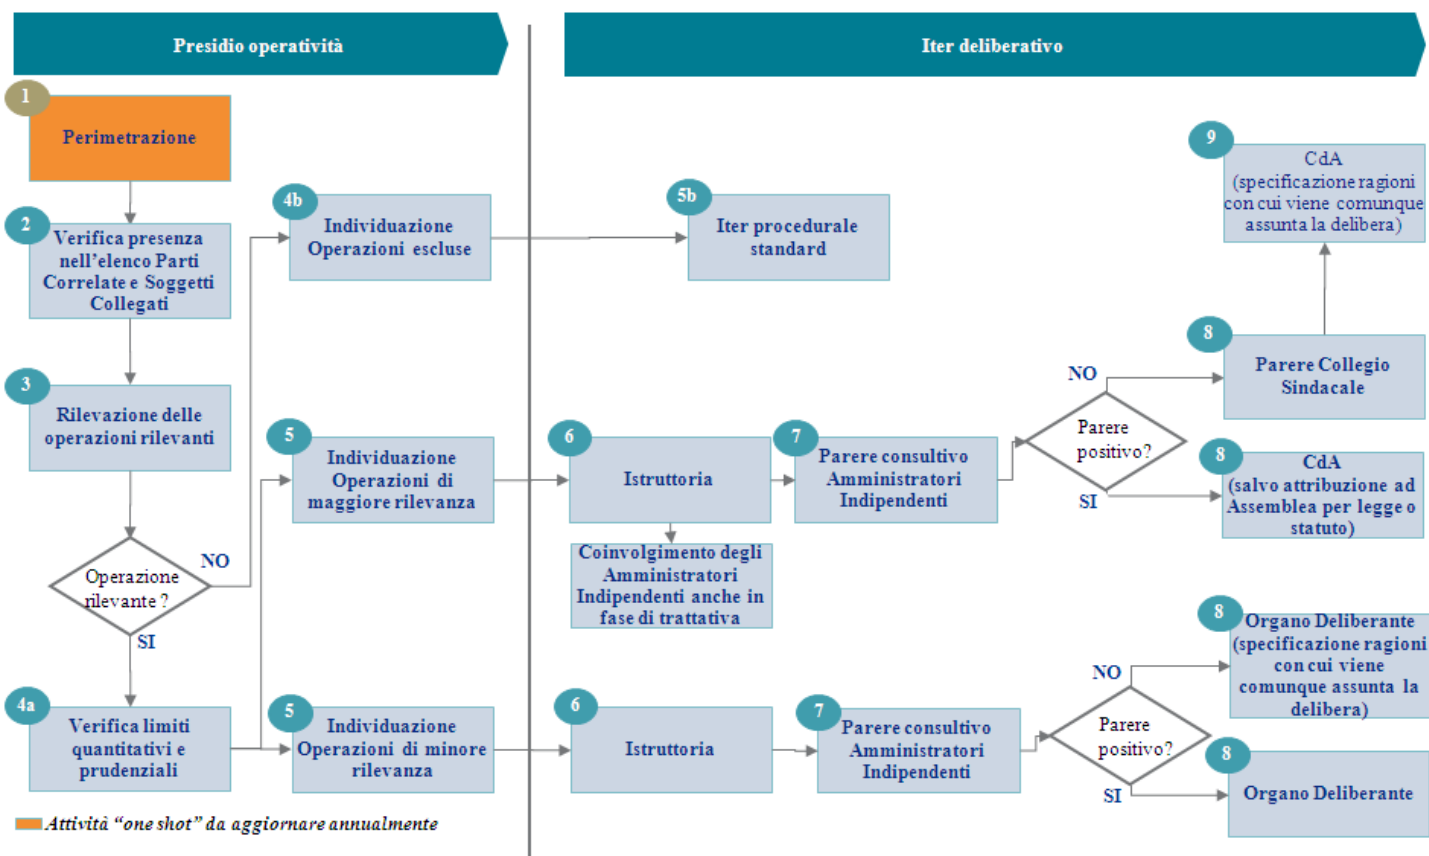 Presidio operatività
Iter deliberativo
1
Perimetrazione
2
Verifica presenza
nell'elenco Parti
Correlate e Soggetti
Collegati
3
Rilevazione delle
operazioni rilevanti
Operazione
rilevante ?
NO
SI
4a
Verifica limiti
quantitativi e
prudenziali
4b
Individuazione
Operazioni escluse
5b
Iter procedurale
standard
5
Individuazione
Operazioni di
maggiore rilevanza
6
Istruttoria
Coinvolgimento degli
Amministratori
Indipendenti anche in
fase di trattativa
7
Parere consultivo
Amministratori
Indipendenti
Parere
positivo?
NO
SI
8
Parere Collegio
Sindacale
9
CdA
(specificazione ragioni
con cui viene comunque
assunta la delibera)
8
CdA
(salvo attribuzione ad
Assemblea per legge o
statuto)
5
Individuazione
Operazioni di minore
rilevanza
6
Istruttoria
7
Parere consultivo
Amministratori
Indipendenti
Parere
positivo?
NO
SI
8
Organo Deliberante
(specificazione ragioni
con cui viene
comunque assunta la
delibera)
8
Organo Deliberante
Attività “one shot” da aggiornare annualmente